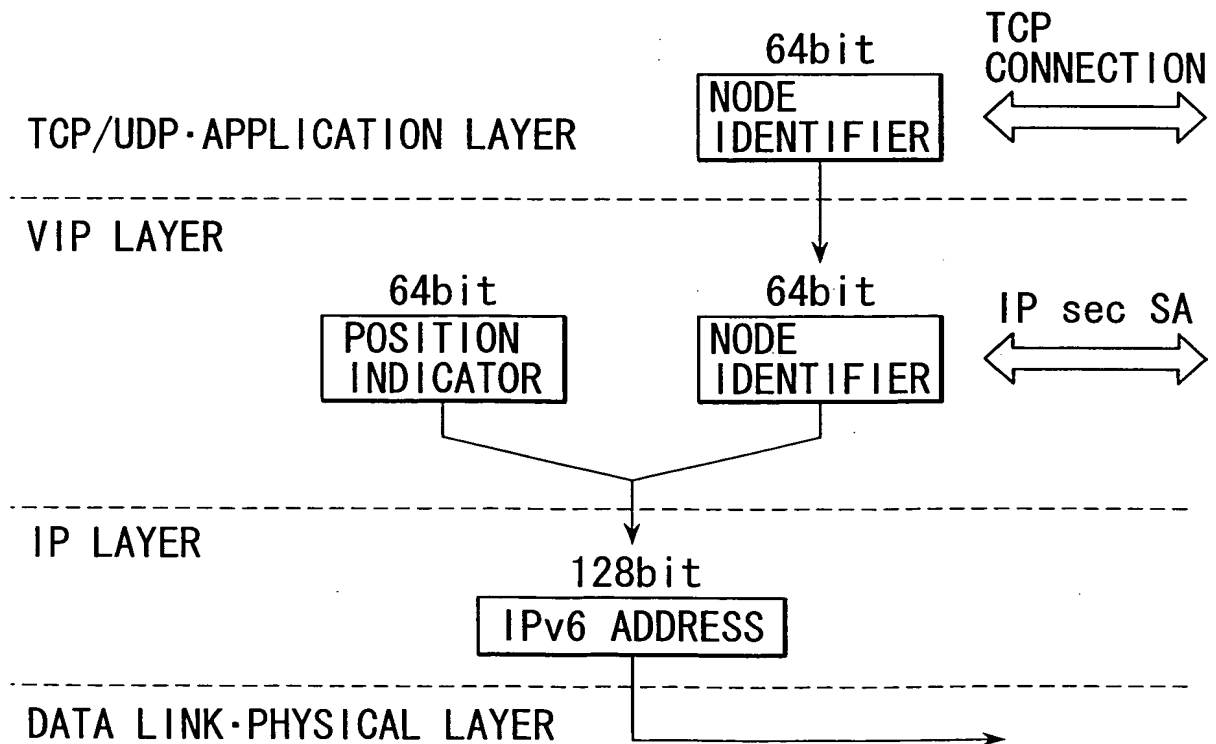 TCP
CONNECTION
64bit
NODE
IDENTIFIER
TCP/UDP·APPLICATION LAYER
VIP LAYER
64bit
64bit
POSITION
INDICATOR
NODE
IDENTIFIER
IP sec SA
IP LAYER
128bit
IPv6 ADDRESS
DATA LINK·PHYSICAL LAYER